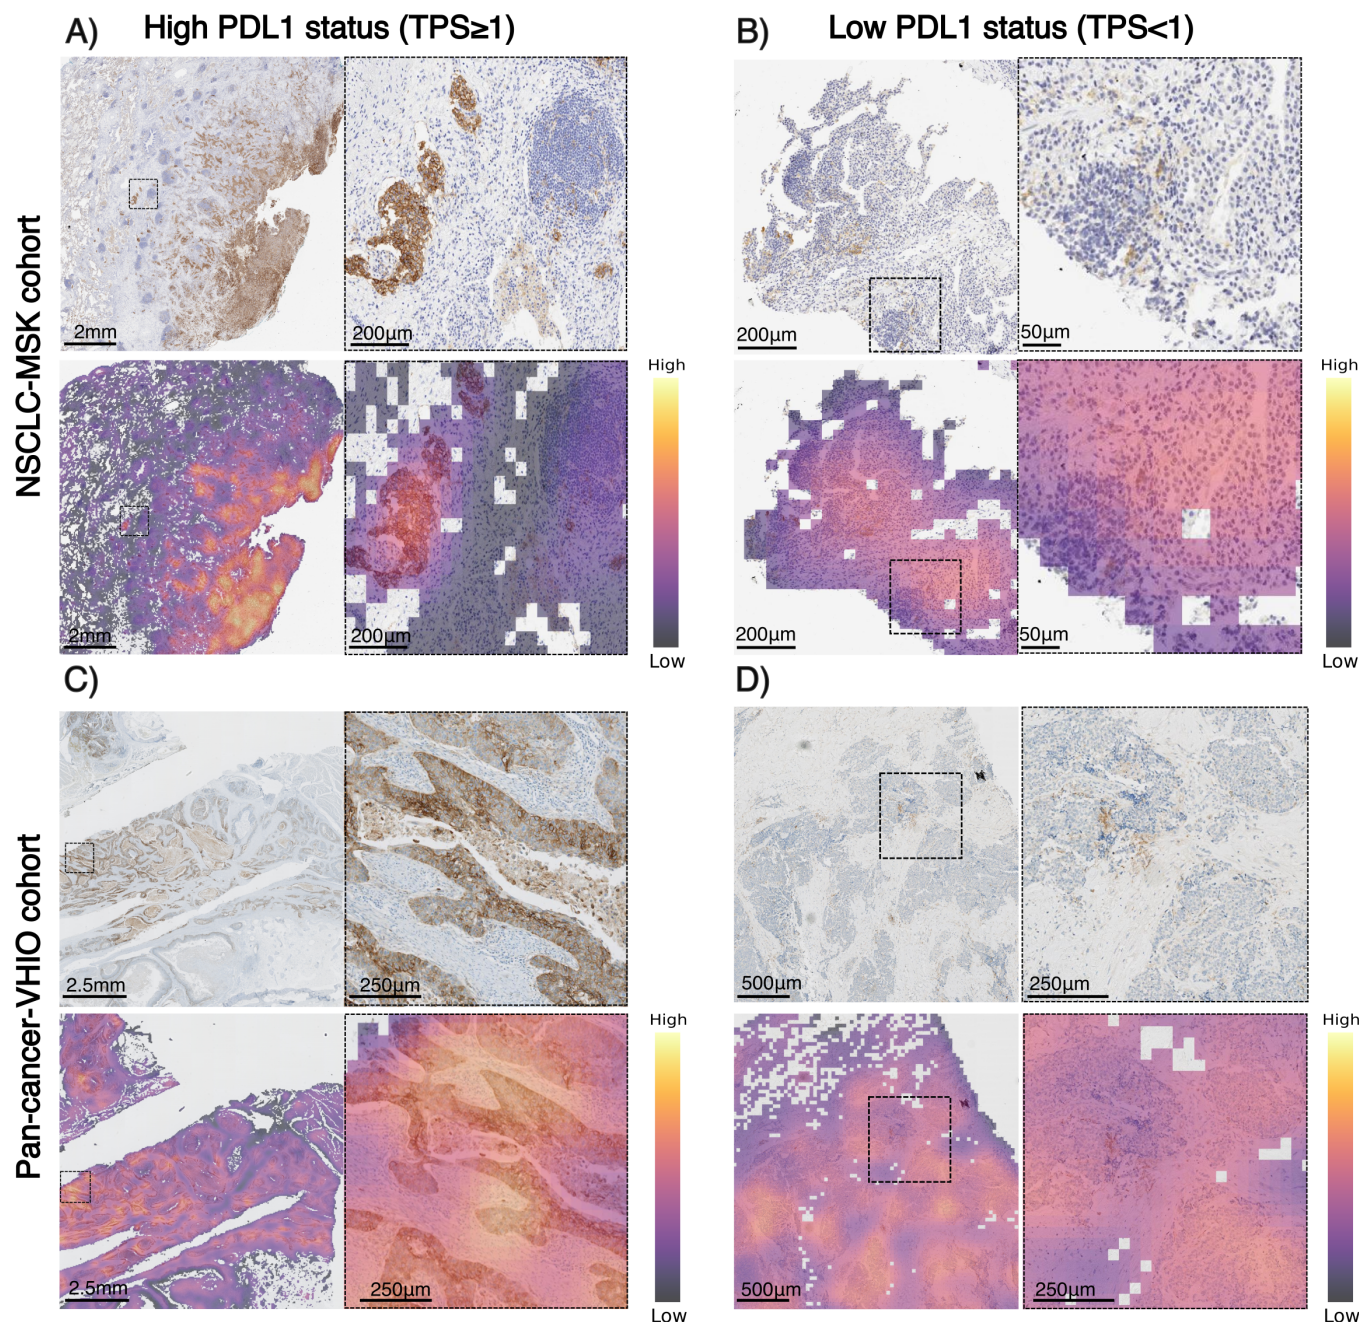 A) High PDL1 status (TPS≥1)
B) Low PDL1 status (TPS<1)
NSCLC-MSK cohort
2mm
200µm
200µm
50µm
High
High
2mm
200µm
200µm
50µm
Low
Low
C)
D)
Pan-cancer-VHIO cohort
2.5mm
250µm
500µm
250µm
High
High
2.5mm
250µm
500µm
250µm
Low
Low